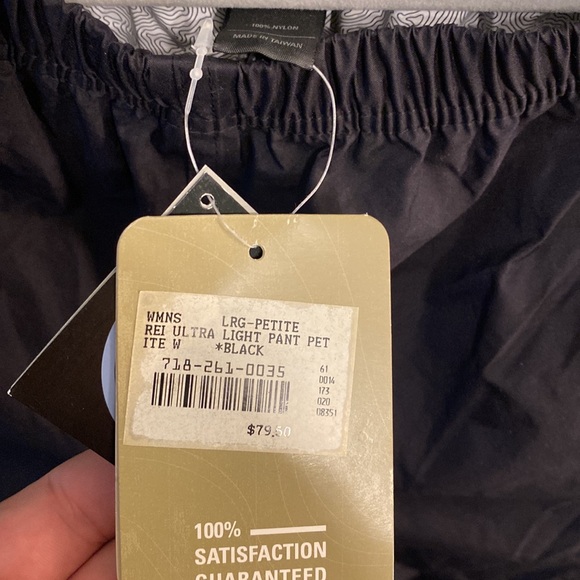 100% NYLON
MADE IN TAIWAN
WMNS LRG-PETITE
REI ULTRA LIGHT PANT PET
ITE W *BLACK
718-261-0035
61
0014
173
020
08351
$79.50
100%
SATISFACTION
GUARANTEED